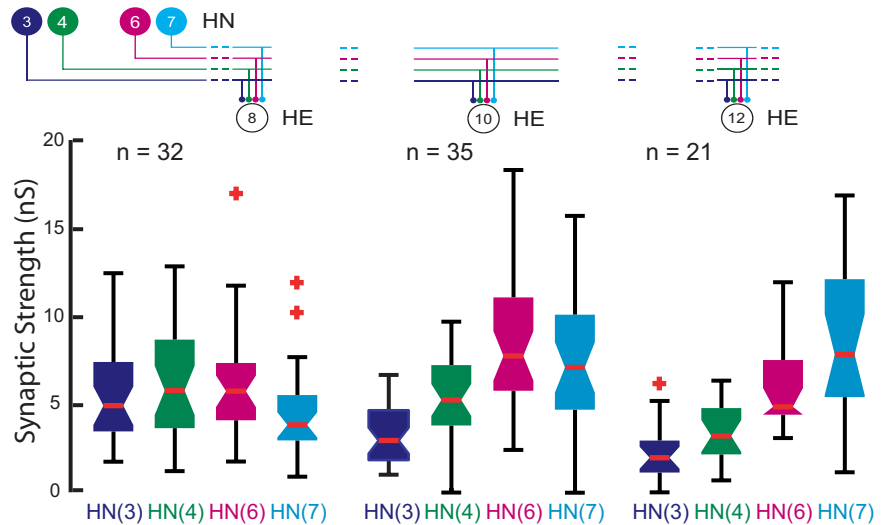 3 4 6 7 HN
8 HE 10 HE 12 HE
n = 32 n = 35 n = 21
Synaptic Strength (nS)
20
15
10
5
0
HN(3) HN(4) HN(6) HN(7) HN(3) HN(4) HN(6) HN(7) HN(3) HN(4) HN(6) HN(7)